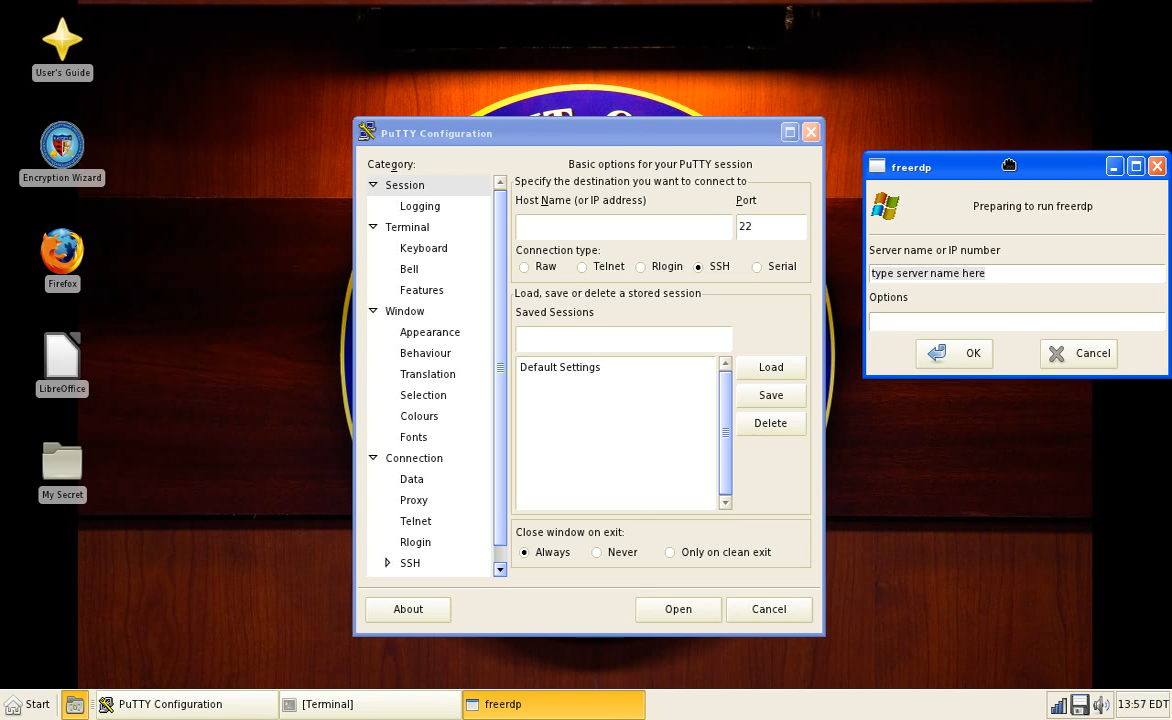 User's Guide
Encryption Wizard
Firefox
LibreOffice
My Secret
PuTTY Configuration
Category:
Session
Logging
Terminal
Keyboard
Bell
Features
Window
Appearance
Behaviour
Translation
Selection
Colours
Fonts
Connection
Data
Proxy
Telnet
Rlogin
SSH
Basic options for your PuTTY session
Specify the destination you want to connect to
Host Name (or IP address) Port
22
Connection type:
Raw Telnet Rlogin SSH Serial
Load, save or delete a stored session
Saved Sessions
Default Settings
Load
Save
Delete
Close window on exit:
Always Never Only on clean exit
About Open Cancel
freerdp
Preparing to run freerdp
Server name or IP number
type server name here
Options
OK Cancel
Start PuTTY Configuration [Terminal] freerdp 13:57 EDT